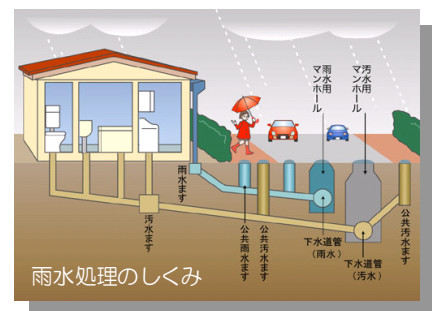 雨水用
マンホール
汚水用
マンホール
雨水ます
汚水ます
公共雨水ます
公共汚水ます
下水道管
（雨水）
下水道管
（汚水）
公共汚水ます
雨水処理のしくみ